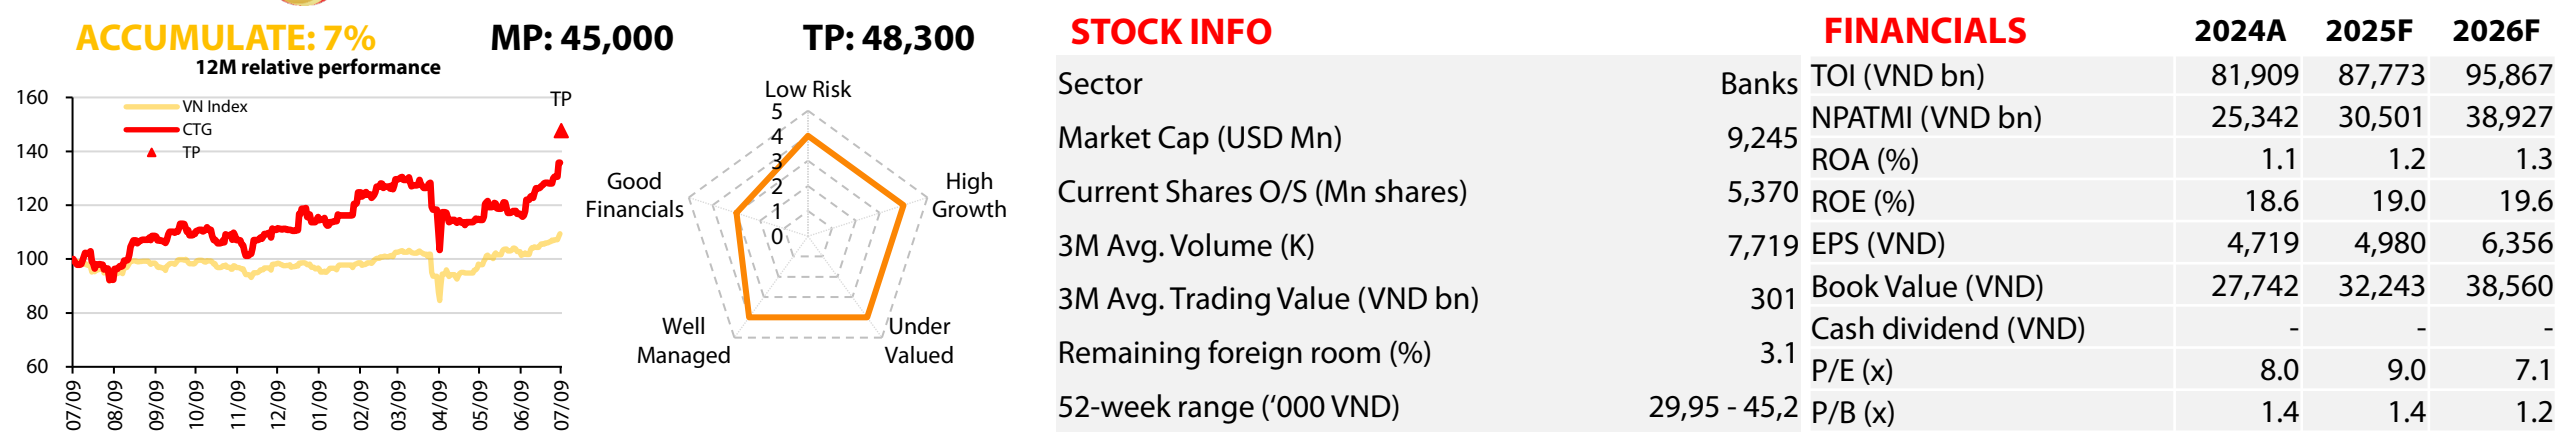 ACCUMULATE: 7% MP: 45,000 TP: 48,300
12M relative performance
160
140
120
100
80
60
VN Index
CTG
TP
TP
07/09 08/09 09/09 10/09 11/09 12/09 01/09 02/09 03/09 04/09 05/09 06/09 07/09
Low Risk
5
4
3
2
1
0
High
Growth
Under
Valued
Well
Managed
Good
Financials
STOCK INFO
Sector Banks
Market Cap (USD Mn) 9,245
Current Shares O/S (Mn shares) 5,370
3M Avg. Volume (K) 7,719
3M Avg. Trading Value (VND bn) 301
Remaining foreign room (%) 3.1
52-week range (‘000 VND) 29,95 - 45,2
FINANCIALS 2024A 2025F 2026F
TOI (VND bn) 81,909 87,773 95,867
NPATMI (VND bn) 25,342 30,501 38,927
ROA (%) 1.1 1.2 1.3
ROE (%) 18.6 19.0 19.6
EPS (VND) 4,719 4,980 6,356
Book Value (VND) 27,742 32,243 38,560
Cash dividend (VND) - - -
P/E (x) 8.0 9.0 7.1
P/B (x) 1.4 1.4 1.2